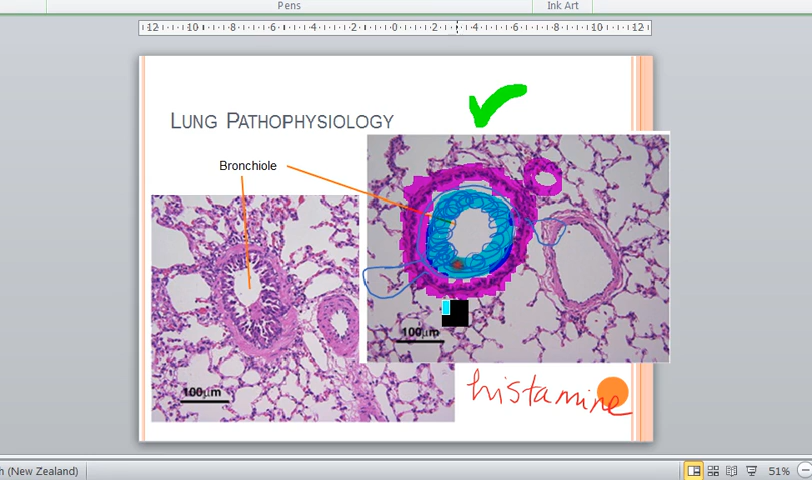 Pens
Ink Art
12 10 8 6 4 2 0 2 4 6 8 10 12
LUNG PATHOPHYSIOLOGY
Bronchiole
100μm
100μm
histamine
h (New Zealand)
51%